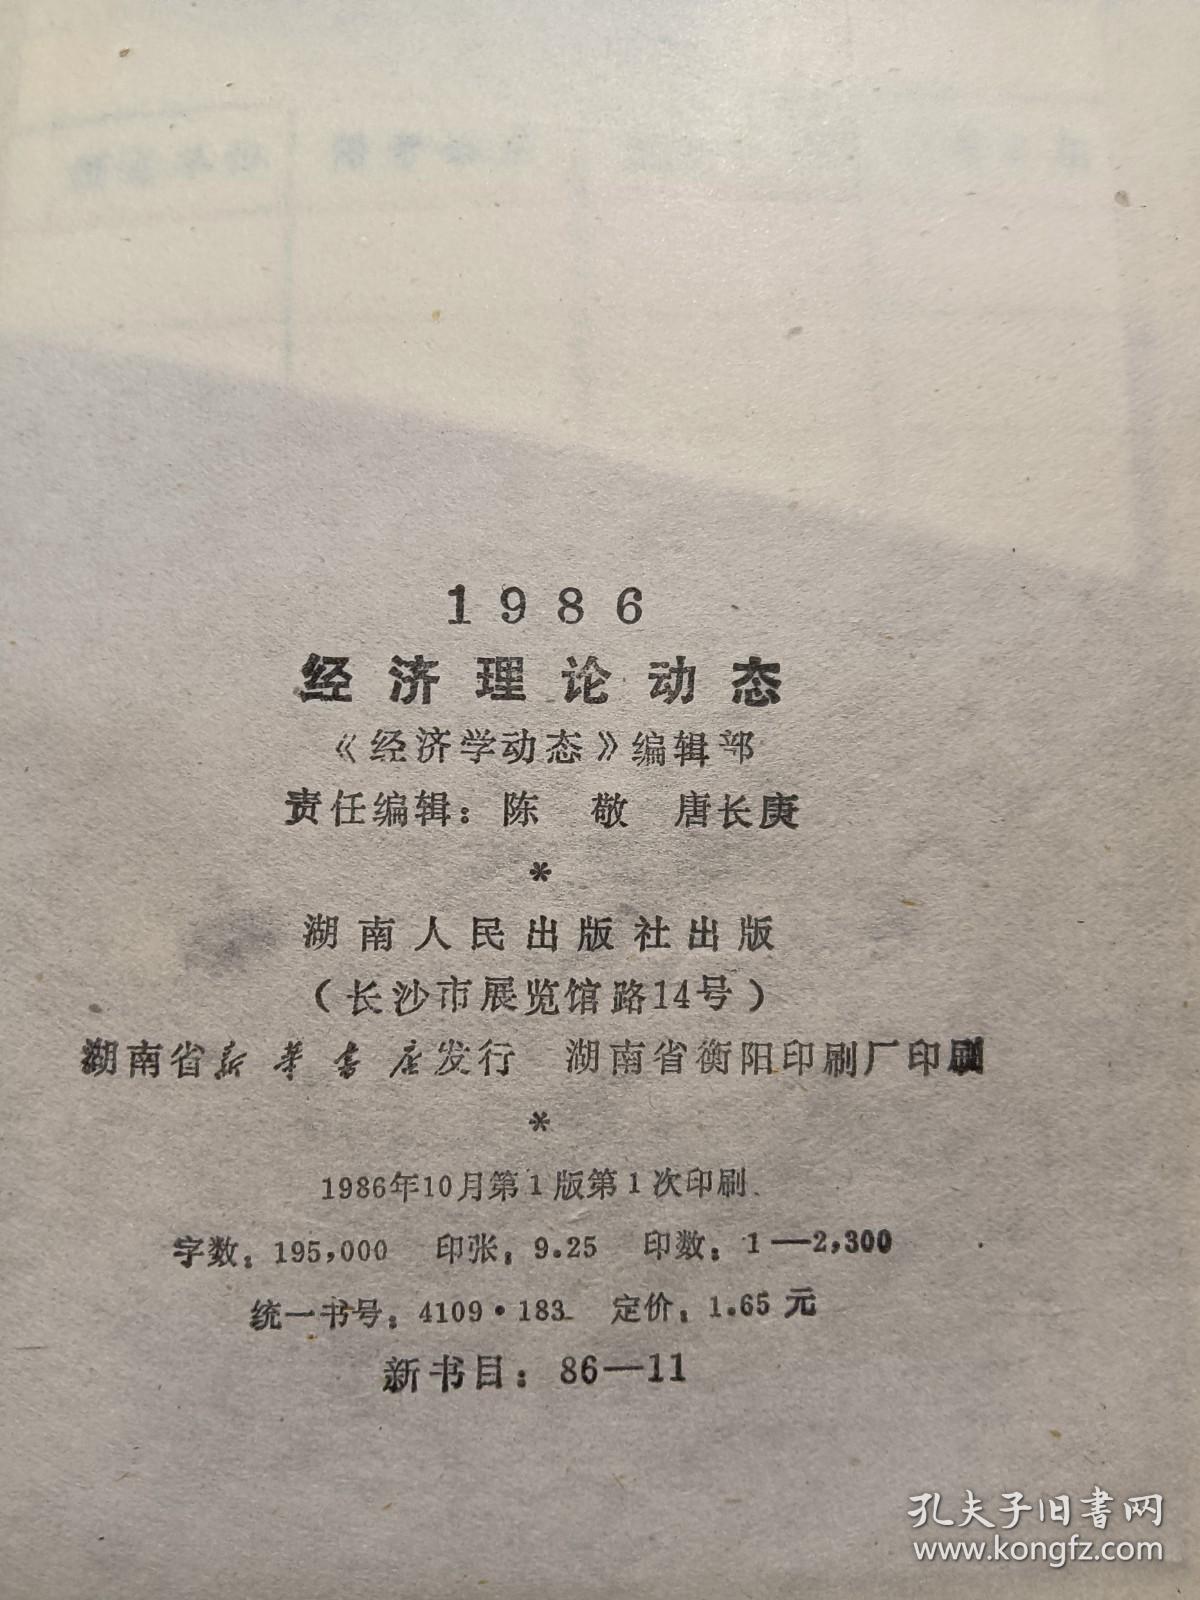 1986
经济理论动态
《经济学动态》编辑部
责任编辑：陈　敬　唐长庚
*
湖南人民出版社出版
（长沙市展览馆路14号）
湖南省新华书店发行　湖南省衡阳印刷厂印刷
*
1986年10月第1版第1次印刷
字数：195,000　印张：9.25　印数：1—2,300
统一书号：4109·183　定价：1.65元
新书目：86—11
孔夫子旧书网
www.kongfz.com